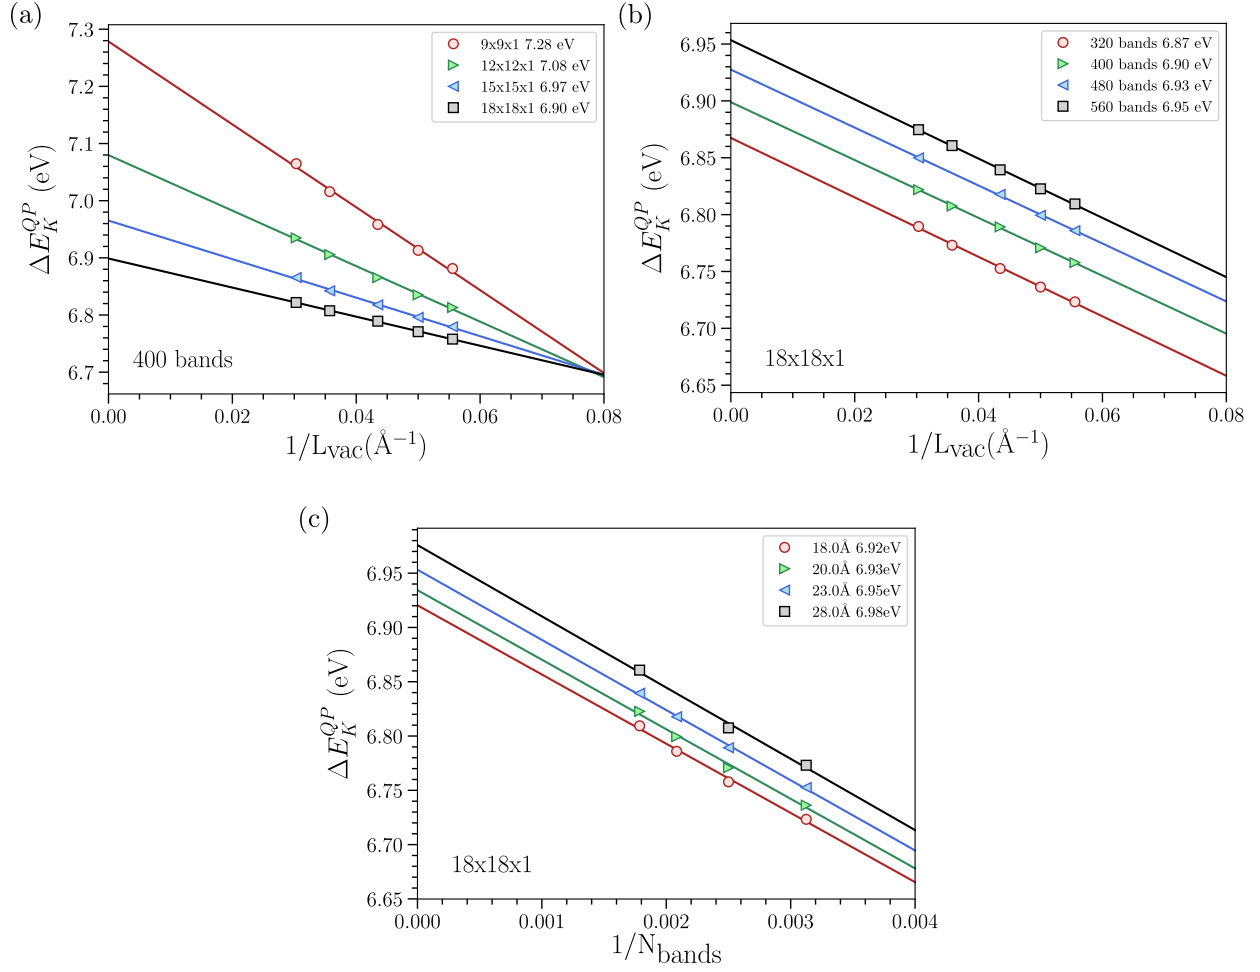 (a)
7.3
7.2
7.1
7.0
6.9
6.8
6.7
ΔE_K^{QP} (eV)
9x9x1 7.28 eV
12x12x1 7.08 eV
15x15x1 6.97 eV
18x18x1 6.90 eV
400 bands
0.00 0.02 0.04 0.06 0.08
1/L_{vac}(Å^{−1})
(b)
6.95
6.90
6.85
6.80
6.75
6.70
6.65
ΔE_K^{QP} (eV)
320 bands 6.87 eV
400 bands 6.90 eV
480 bands 6.93 eV
560 bands 6.95 eV
18x18x1
0.00 0.02 0.04 0.06 0.08
1/L_{vac}(Å^{−1})
(c)
6.95
6.90
6.85
6.80
6.75
6.70
6.65
ΔE_K^{QP} (eV)
18.0Å 6.92eV
20.0Å 6.93eV
23.0Å 6.95eV
28.0Å 6.98eV
18x18x1
0.000 0.001 0.002 0.003 0.004
1/N_{bands}